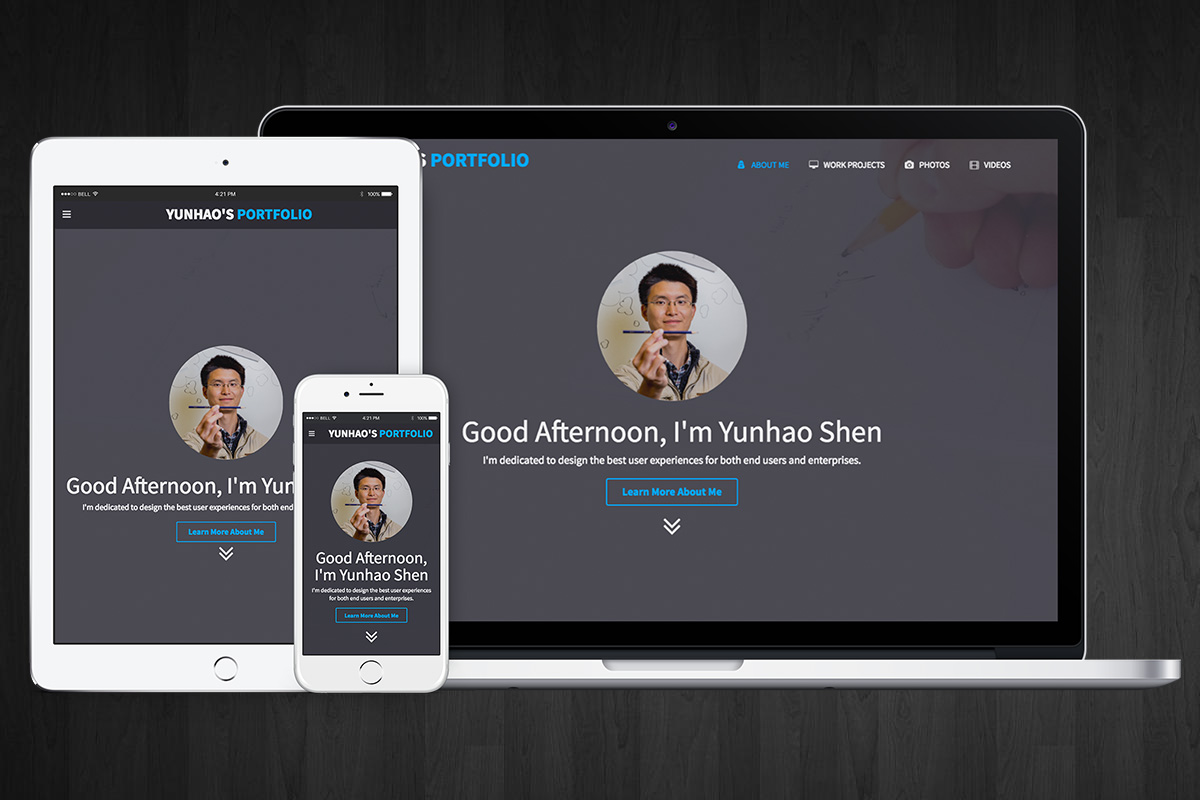 BELL 4:21 PM 100%
YUNHAO'S PORTFOLIO
Good Afternoon, I'm Yun
I'm dedicated to design the best user experiences for both end
Learn More About Me
BELL 4:21 PM 100%
YUNHAO'S PORTFOLIO
Good Afternoon,
I'm Yunhao Shen
I'm dedicated to design the best user experiences
for both end users and enterprises.
Learn More About Me
S PORTFOLIO
ABOUT ME WORK PROJECTS PHOTOS VIDEOS
Good Afternoon, I'm Yunhao Shen
I'm dedicated to design the best user experiences for both end users and enterprises.
Learn More About Me